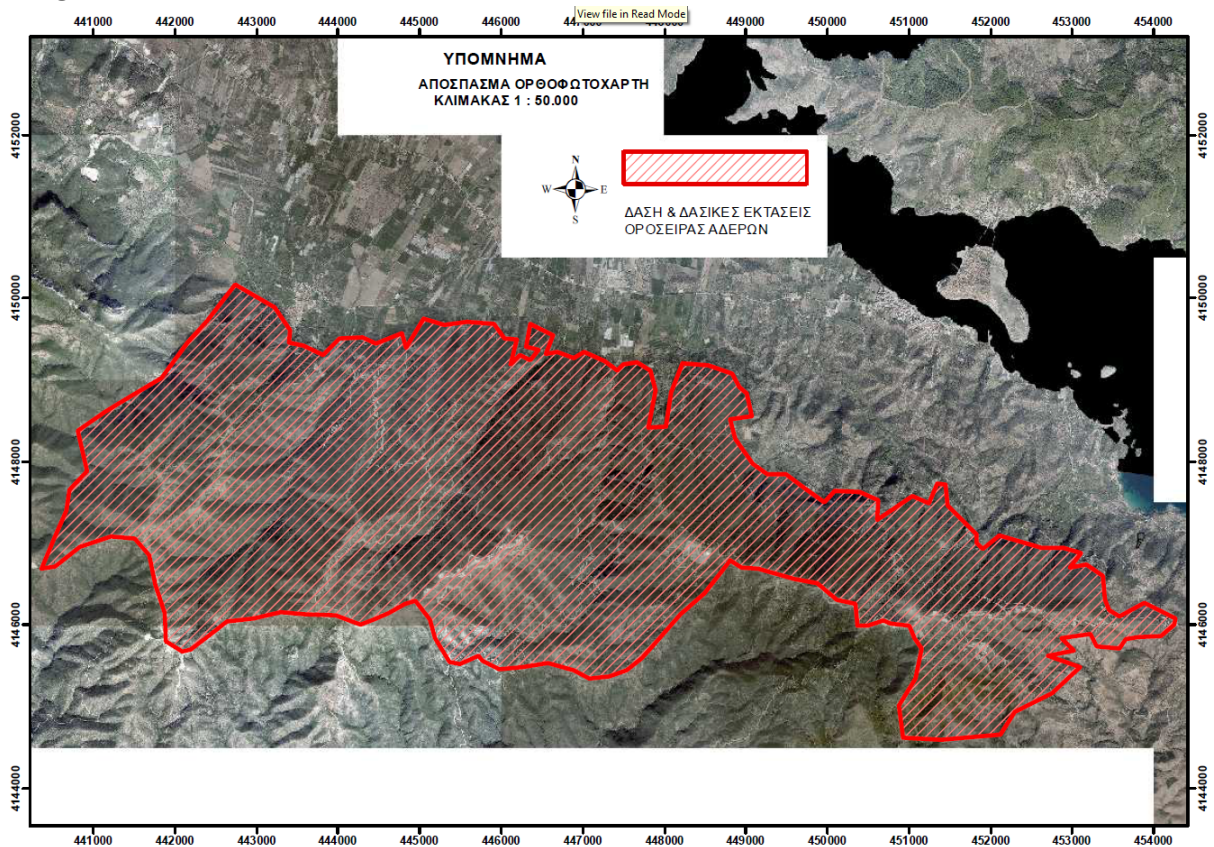 View file in Read Mode
441000 442000 443000 444000 445000 446000 447000 448000 449000 450000 451000 452000 453000 454000
ΥΠΟΜΝΗΜΑ
ΑΠΟΣΠΑΣΜΑ ΟΡΘΟΦΩΤΟΧΑΡΤΗ
ΚΛΙΜΑΚΑΣ 1 : 50.000
4152000 4152000
N
W E
S
ΔΑΣΗ & ΔΑΣΙΚΕΣ ΕΚΤΑΣΕΙΣ
ΟΡΟΣΕΙΡΑΣ ΑΔΕΡΩΝ
4150000 4150000
4148000 4148000
4146000 4146000
4144000 4144000
441000 442000 443000 444000 445000 446000 447000 448000 449000 450000 451000 452000 453000 454000